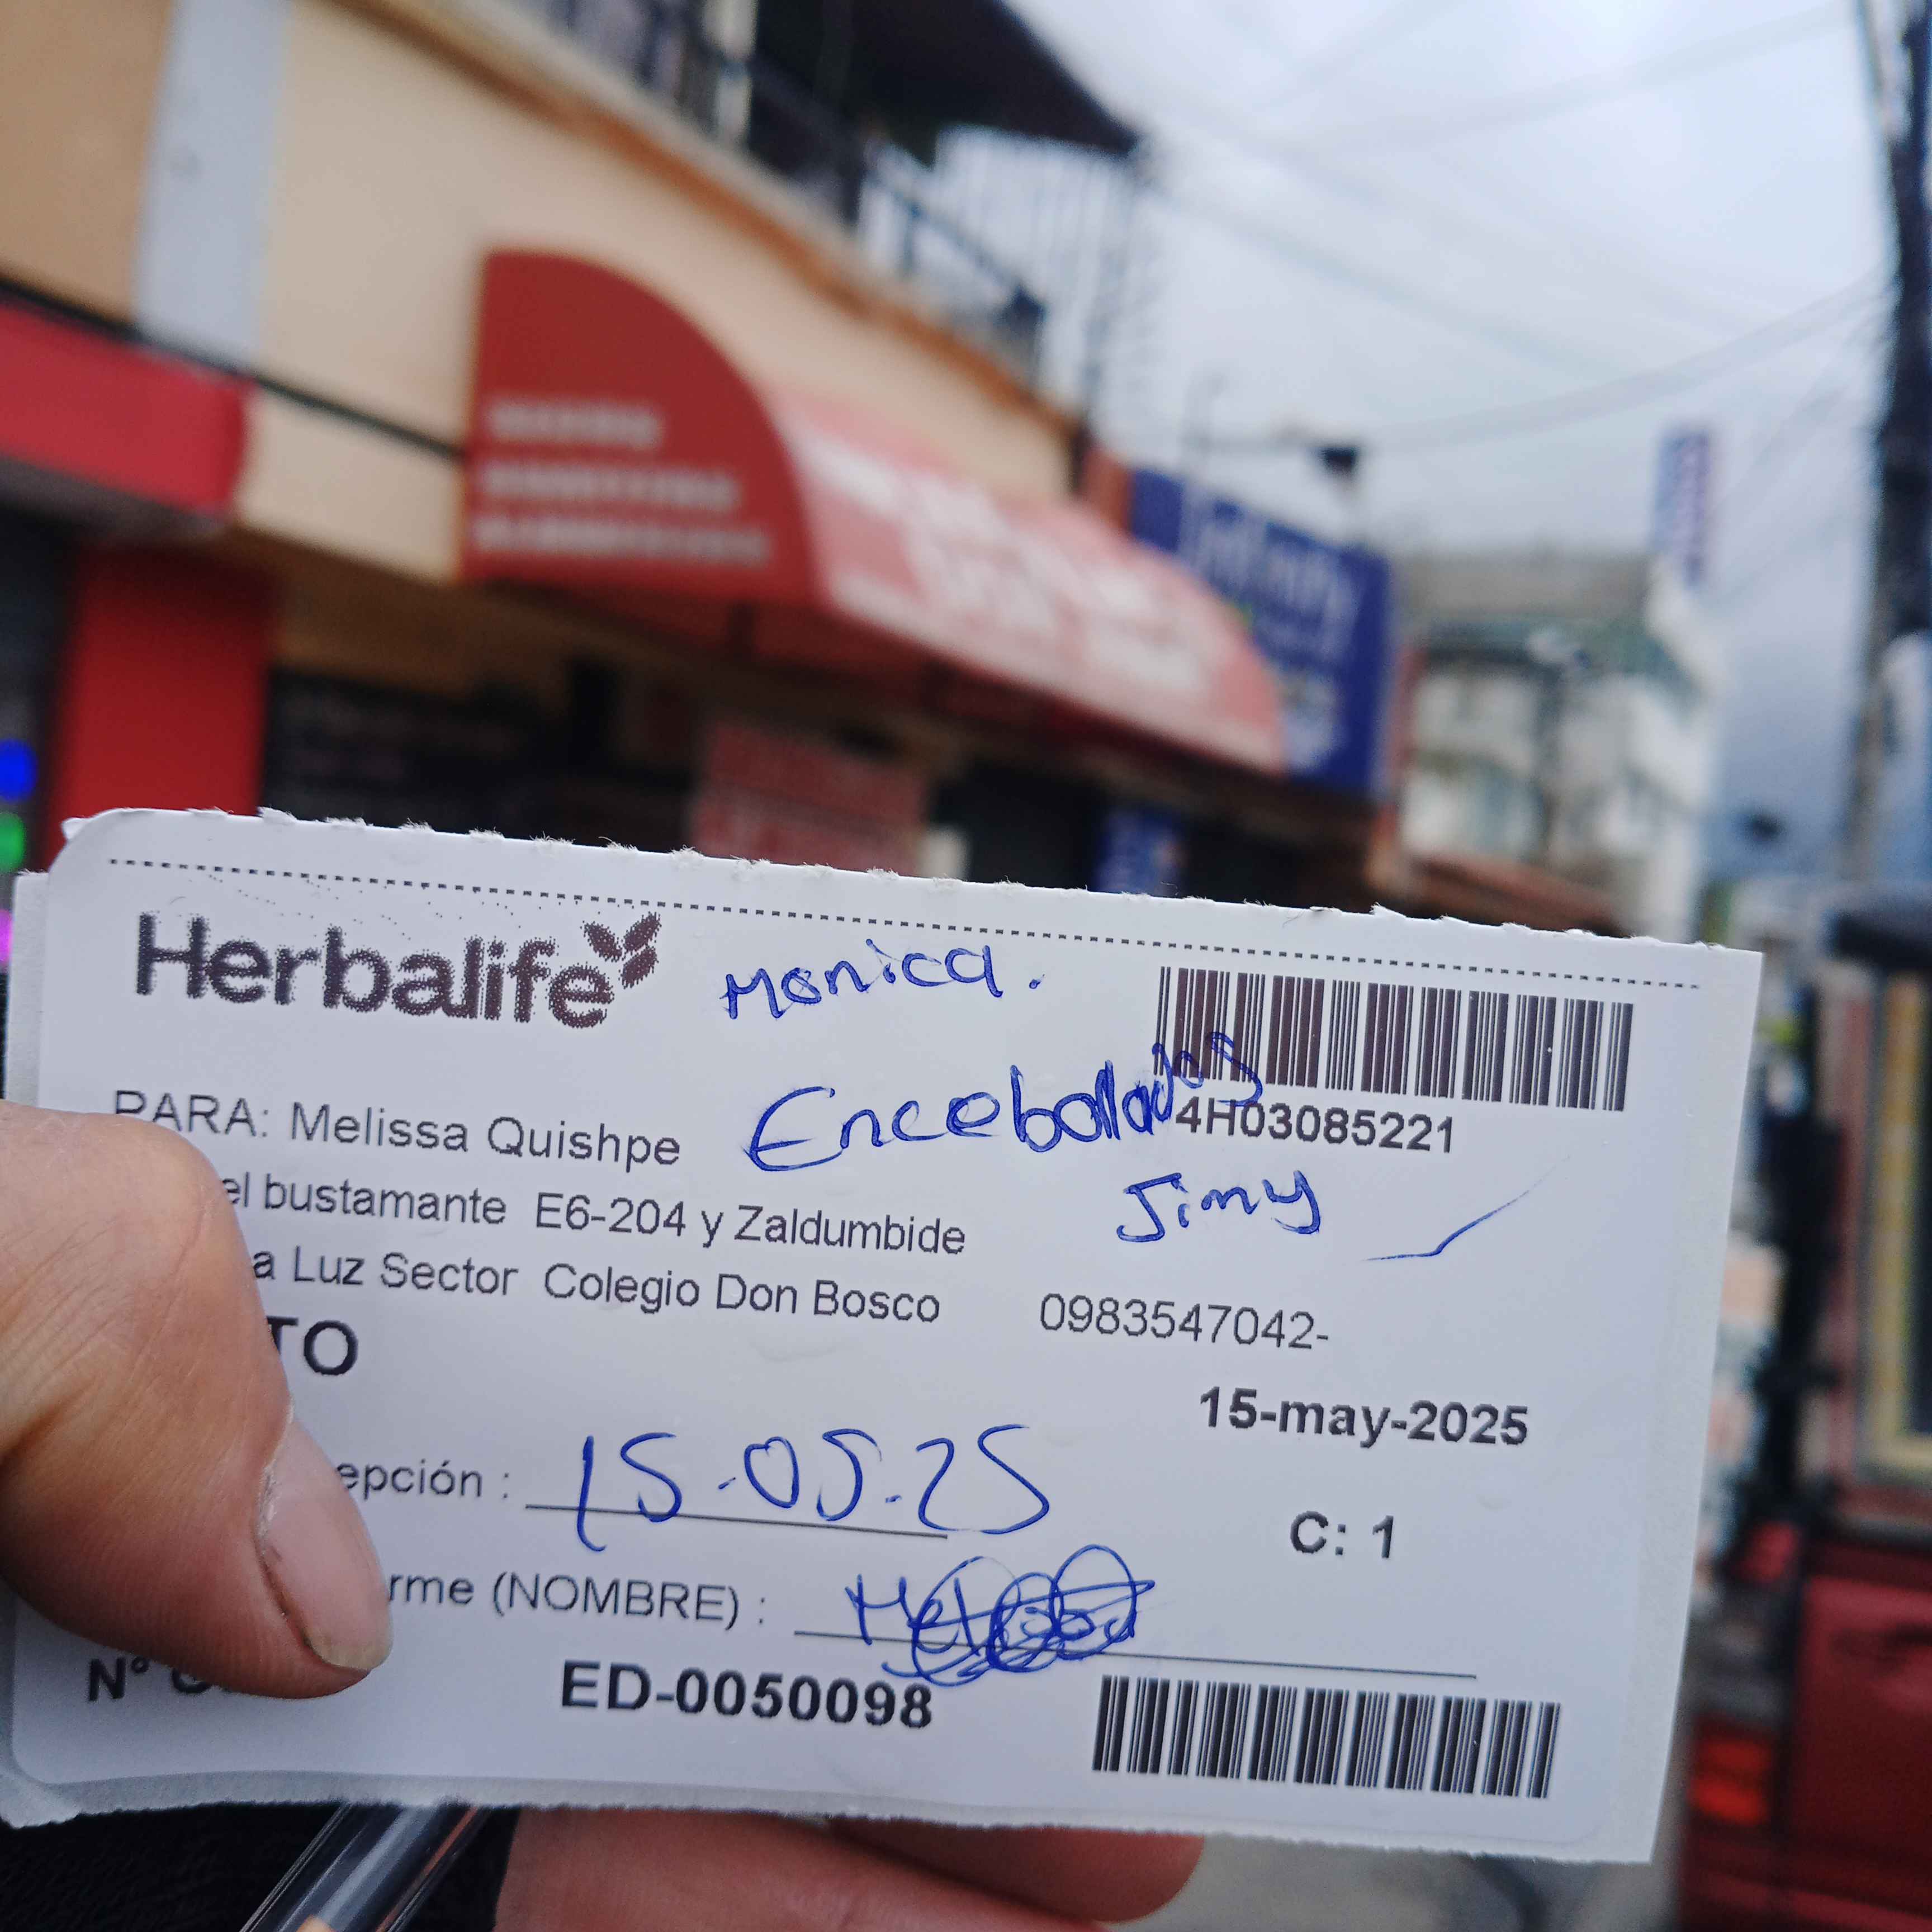 Herbalife
Monica.
Encebollados
4H03085221
Jimy
PARA: Melissa Quishpe
el bustamante E6-204 y Zaldumbide
a Luz Sector Colegio Don Bosco 0983547042-
TO
15-may-2025
epción : 15.05.25
C: 1
rme (NOMBRE) :
N° ED-0050098